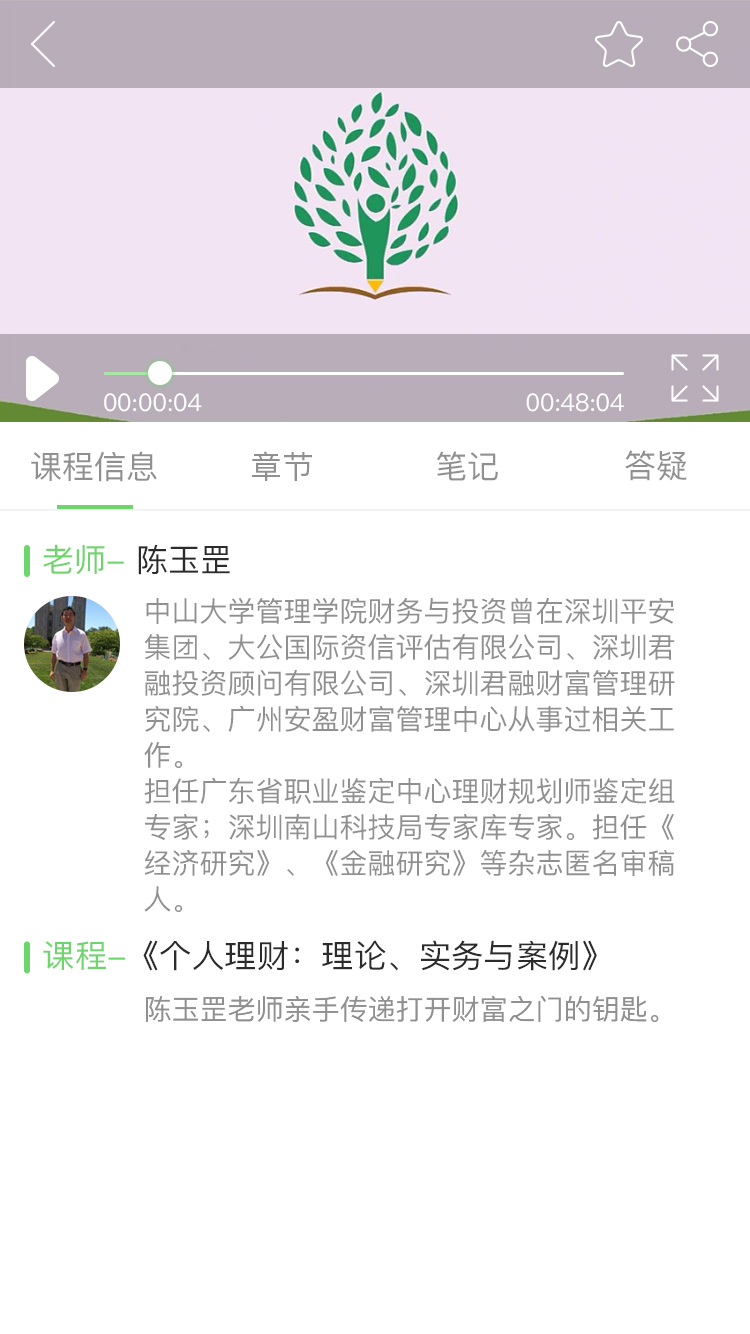 00:00:04
00:48:04
课程信息
章节
笔记
答疑
老师– 陈玉罡
中山大学管理学院财务与投资曾在深圳平安
集团、大公国际资信评估有限公司、深圳君
融投资顾问有限公司、深圳君融财富管理研
究院、广州安盈财富管理中心从事过相关工
作。
担任广东省职业鉴定中心理财规划师鉴定组
专家；深圳南山科技局专家库专家。担任《
经济研究》、《金融研究》等杂志匿名审稿
人。
课程–《个人理财：理论、实务与案例》
陈玉罡老师亲手传递打开财富之门的钥匙。